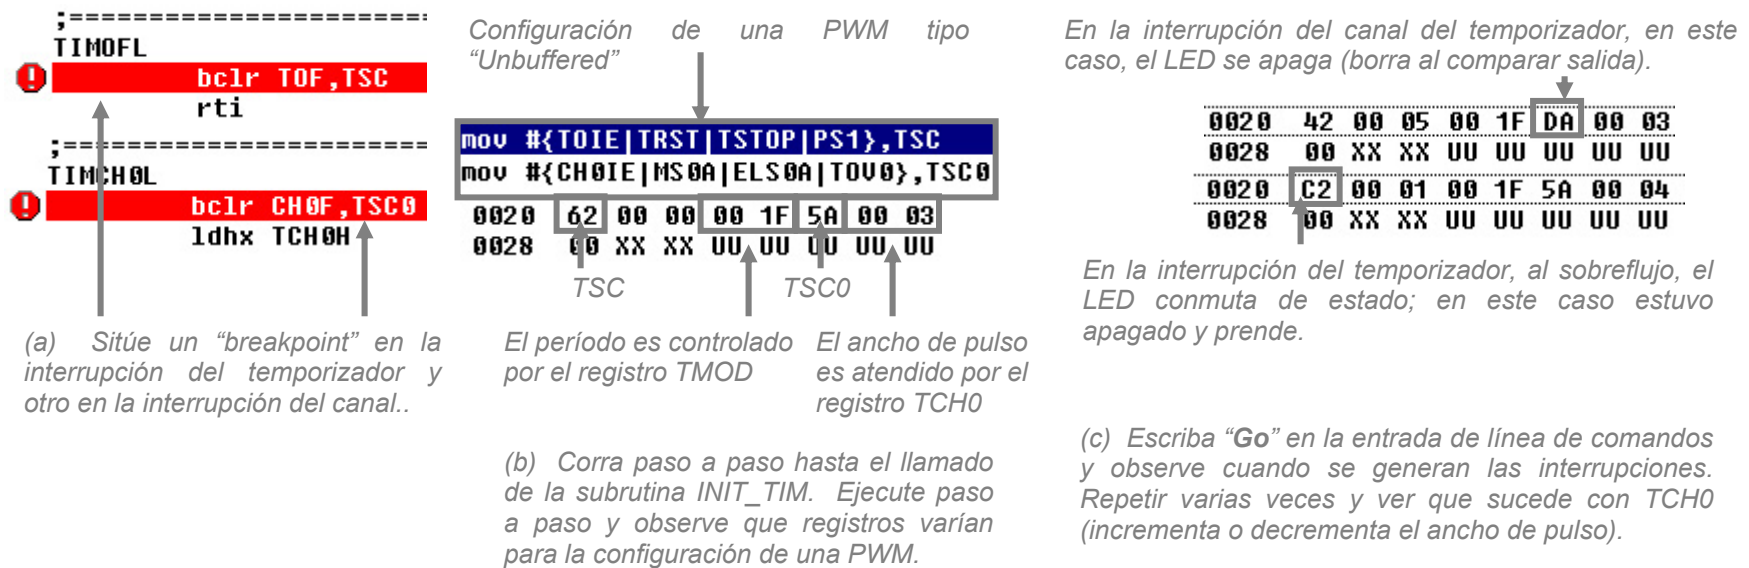 ;========================
TIMOFL
bclr TOF,TSC
rti
;========================
TIMCH0L
bclr CH0F,TSC0
ldhx TCH0H
(a) Sitúe un “breakpoint” en la
interrupción del temporizador y
otro en la interrupción del canal..
Configuración de una PWM tipo
“Unbuffered”
mov #{TOIE|TRST|TSTOP|PS1},TSC
mov #{CH0IE|MS0A|ELS0A|TOV0},TSC0
0020 62 00 00 00 1F 5A 00 03
0028 00 XX XX UU UU UU UU UU
TSC TSC0
El período es controlado
por el registro TMOD
El ancho de pulso
es atendido por el
registro TCH0
(b) Corra paso a paso hasta el llamado
de la subrutina INIT_TIM. Ejecute paso
a paso y observe que registros varían
para la configuración de una PWM.
En la interrupción del canal del temporizador, en este
caso, el LED se apaga (borra al comparar salida).
0020 42 00 05 00 1F DA 00 03
0028 00 XX XX UU UU UU UU UU
0020 C2 00 01 00 1F 5A 00 04
0028 00 XX XX UU UU UU UU UU
En la interrupción del temporizador, al sobreflujo, el
LED conmuta de estado; en este caso estuvo
apagado y prende.
(c) Escriba “Go” en la entrada de línea de comandos
y observe cuando se generan las interrupciones.
Repetir varias veces y ver que sucede con TCH0
(incrementa o decrementa el ancho de pulso).